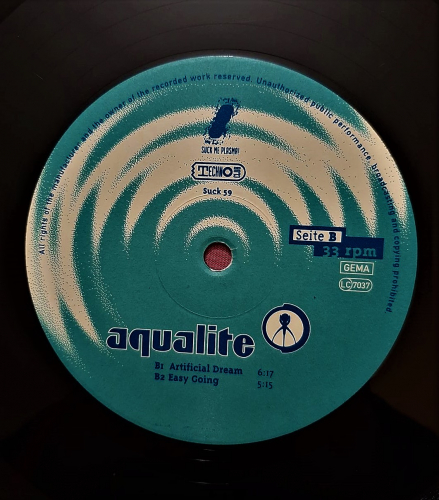 All rights of the manufacturer and the owner of the recorded work reserved. Unauthorized public performance, broadcasting and copying prohibited.
SUCK ME PLASMA!
TECHNO
Suck 59
Seite B
33 rpm
GEMA
LC 7037
aqualite
B1 Artificial Dream 6:17
B2 Easy Going 5:15